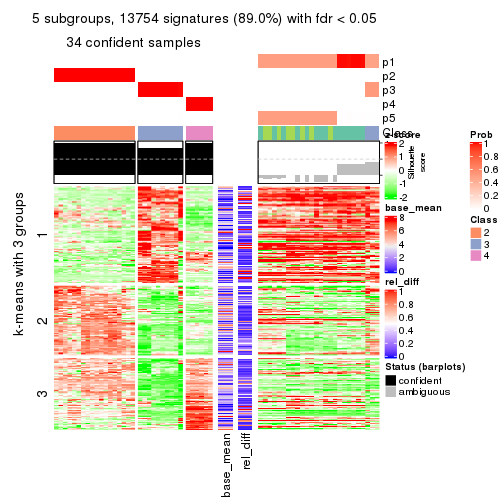 5 subgroups, 13754 signatures (89.0%) with fdr < 0.05
34 confident samples
p1
p2
p3
p4
p5
Class
Silhouette
score
k-means with 3 groups
1
2
3
base_mean
rel_diff
z-score
2
1
0
-1
-2
base_mean
8
6
4
2
0
rel_diff
1
0.8
0.6
0.4
0.2
0
Status (barplots)
confident
ambiguous
Prob
1
0.8
0.6
0.4
0.2
0
Class
2
3
4